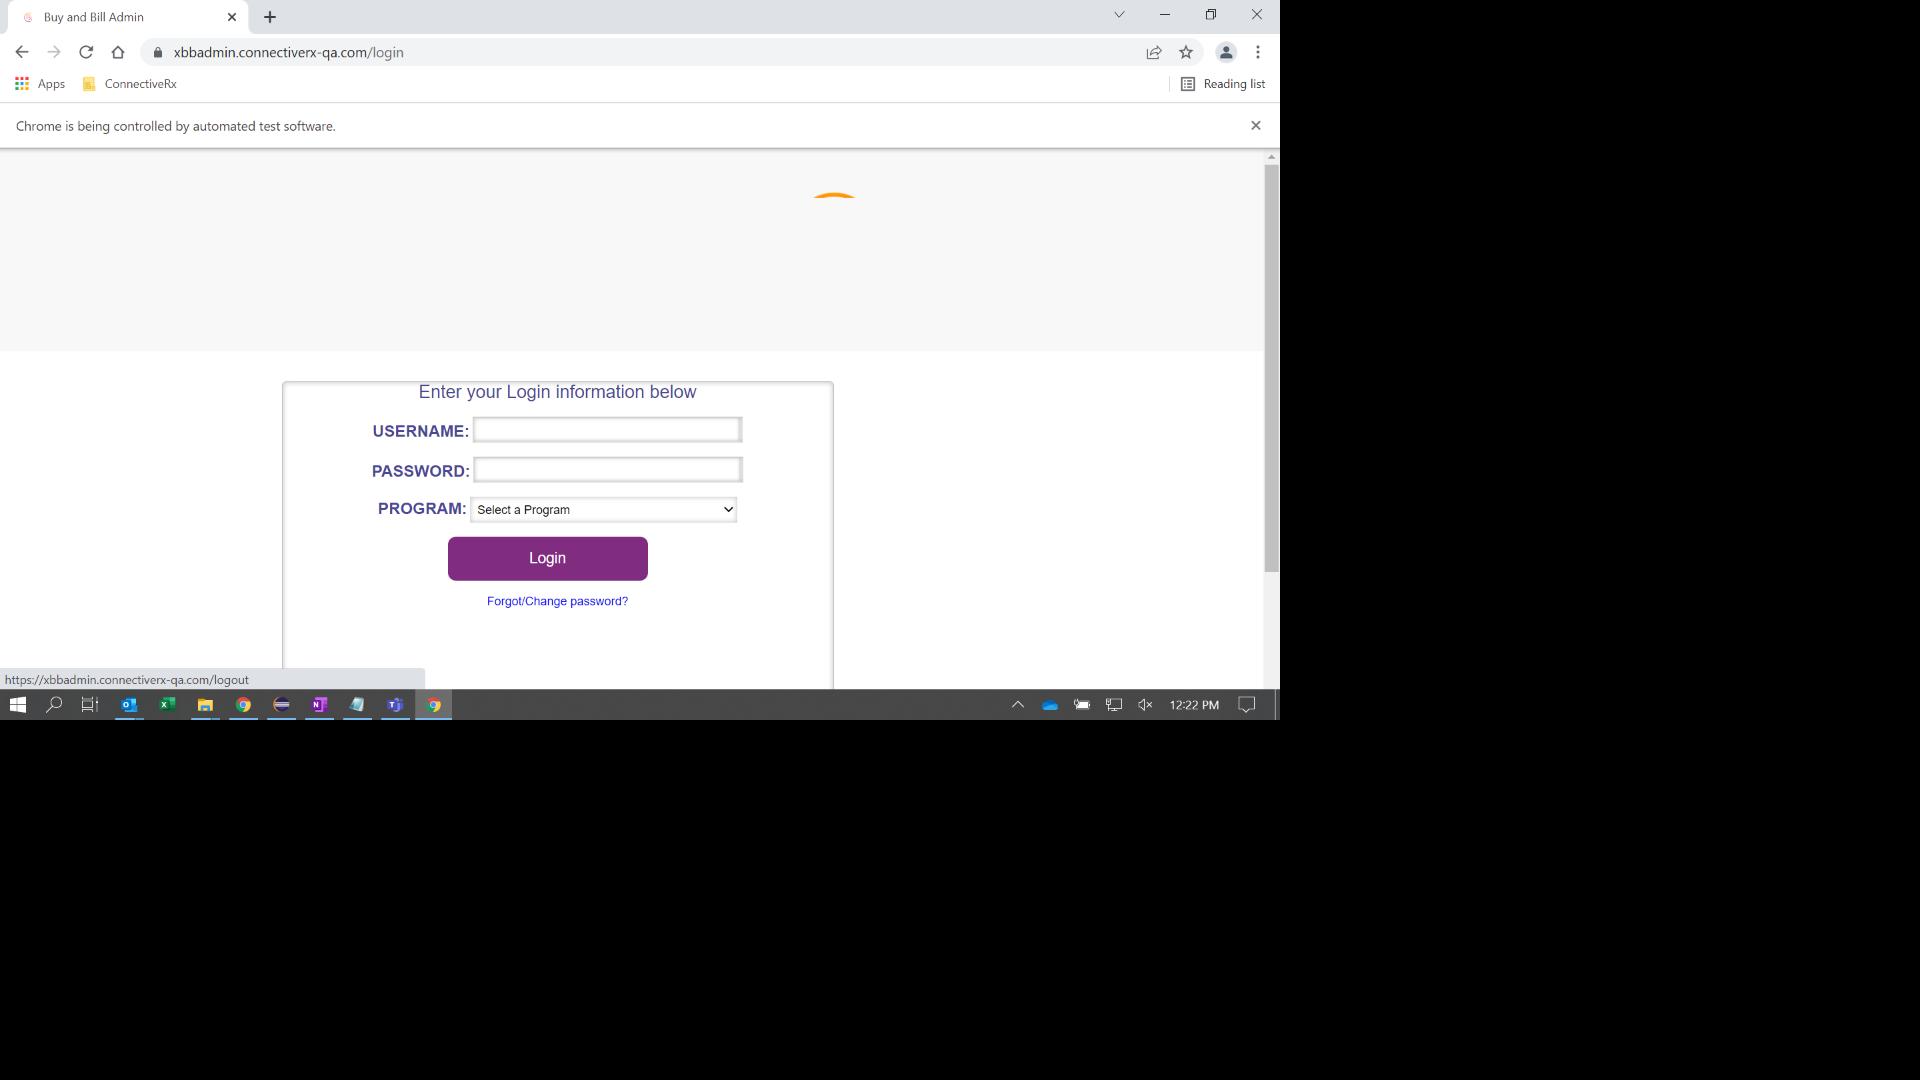 Buy and Bill Admin
xbbadmin.connectiverx-qa.com/login
Apps
ConnectiveRx
Reading list
Chrome is being controlled by automated test software.
Enter your Login information below
USERNAME:
PASSWORD:
PROGRAM: Select a Program
Login
Forgot/Change password?
https://xbbadmin.connectiverx-qa.com/logout
12:22 PM